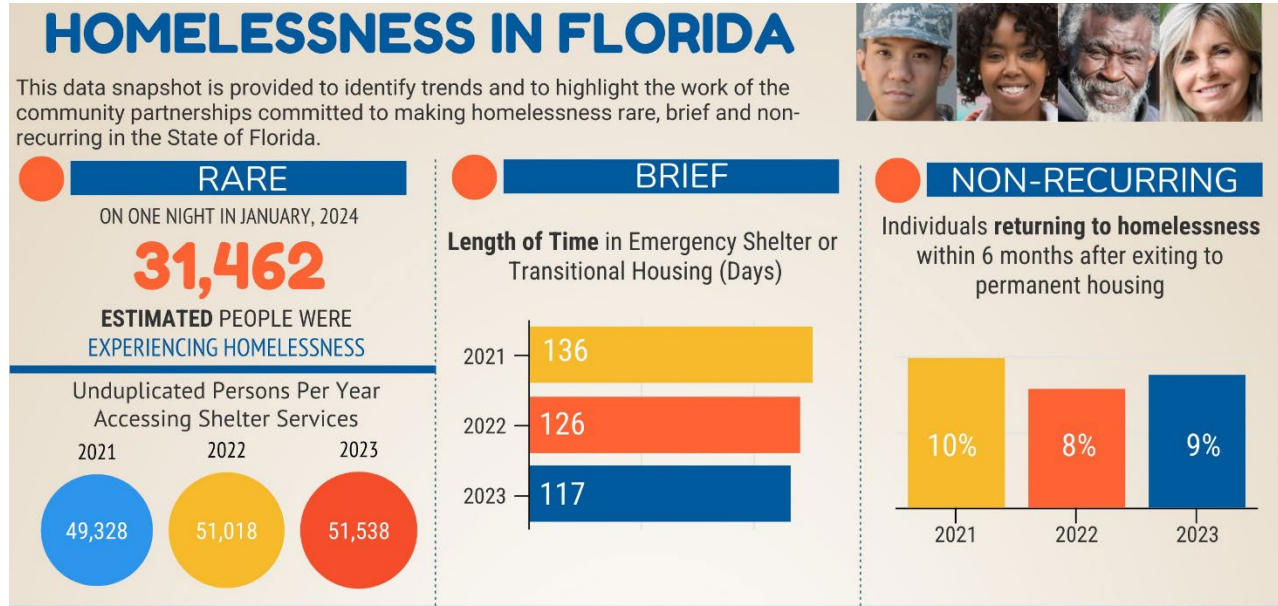 HOMELESSNESS IN FLORIDA
This data snapshot is provided to identify trends and to highlight the work of the
community partnerships committed to making homelessness rare, brief and non-
recurring in the State of Florida.
RARE
ON ONE NIGHT IN JANUARY, 2024
31,462
ESTIMATED PEOPLE WERE
EXPERIENCING HOMELESSNESS
Unduplicated Persons Per Year
Accessing Shelter Services
2021 2022 2023
49,328 51,018 51,538
BRIEF
Length of Time in Emergency Shelter or
Transitional Housing (Days)
2021 136
2022 126
2023 117
NON-RECURRING
Individuals returning to homelessness
within 6 months after exiting to
permanent housing
10% 8% 9%
2021 2022 2023